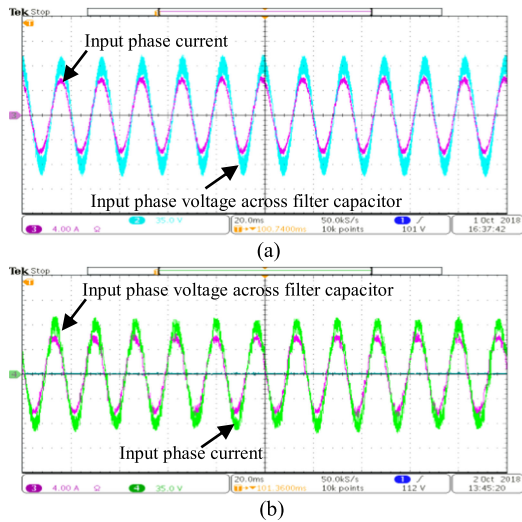 Tek Stop
Input phase current
Input phase voltage across filter capacitor
3 4.00 A Ω 2 35.0 V 20.0ms 50.0kS/s 1 1 Oct 2018
100.7400ms 10k points 101 V 16:37:42
(a)
Tek Stop
Input phase voltage across filter capacitor
Input phase current
3 4.00 A Ω 4 35.0 V 20.0ms 50.0kS/s 1 2 Oct 2018
101.3600ms 10k points 112 V 13:45:20
(b)